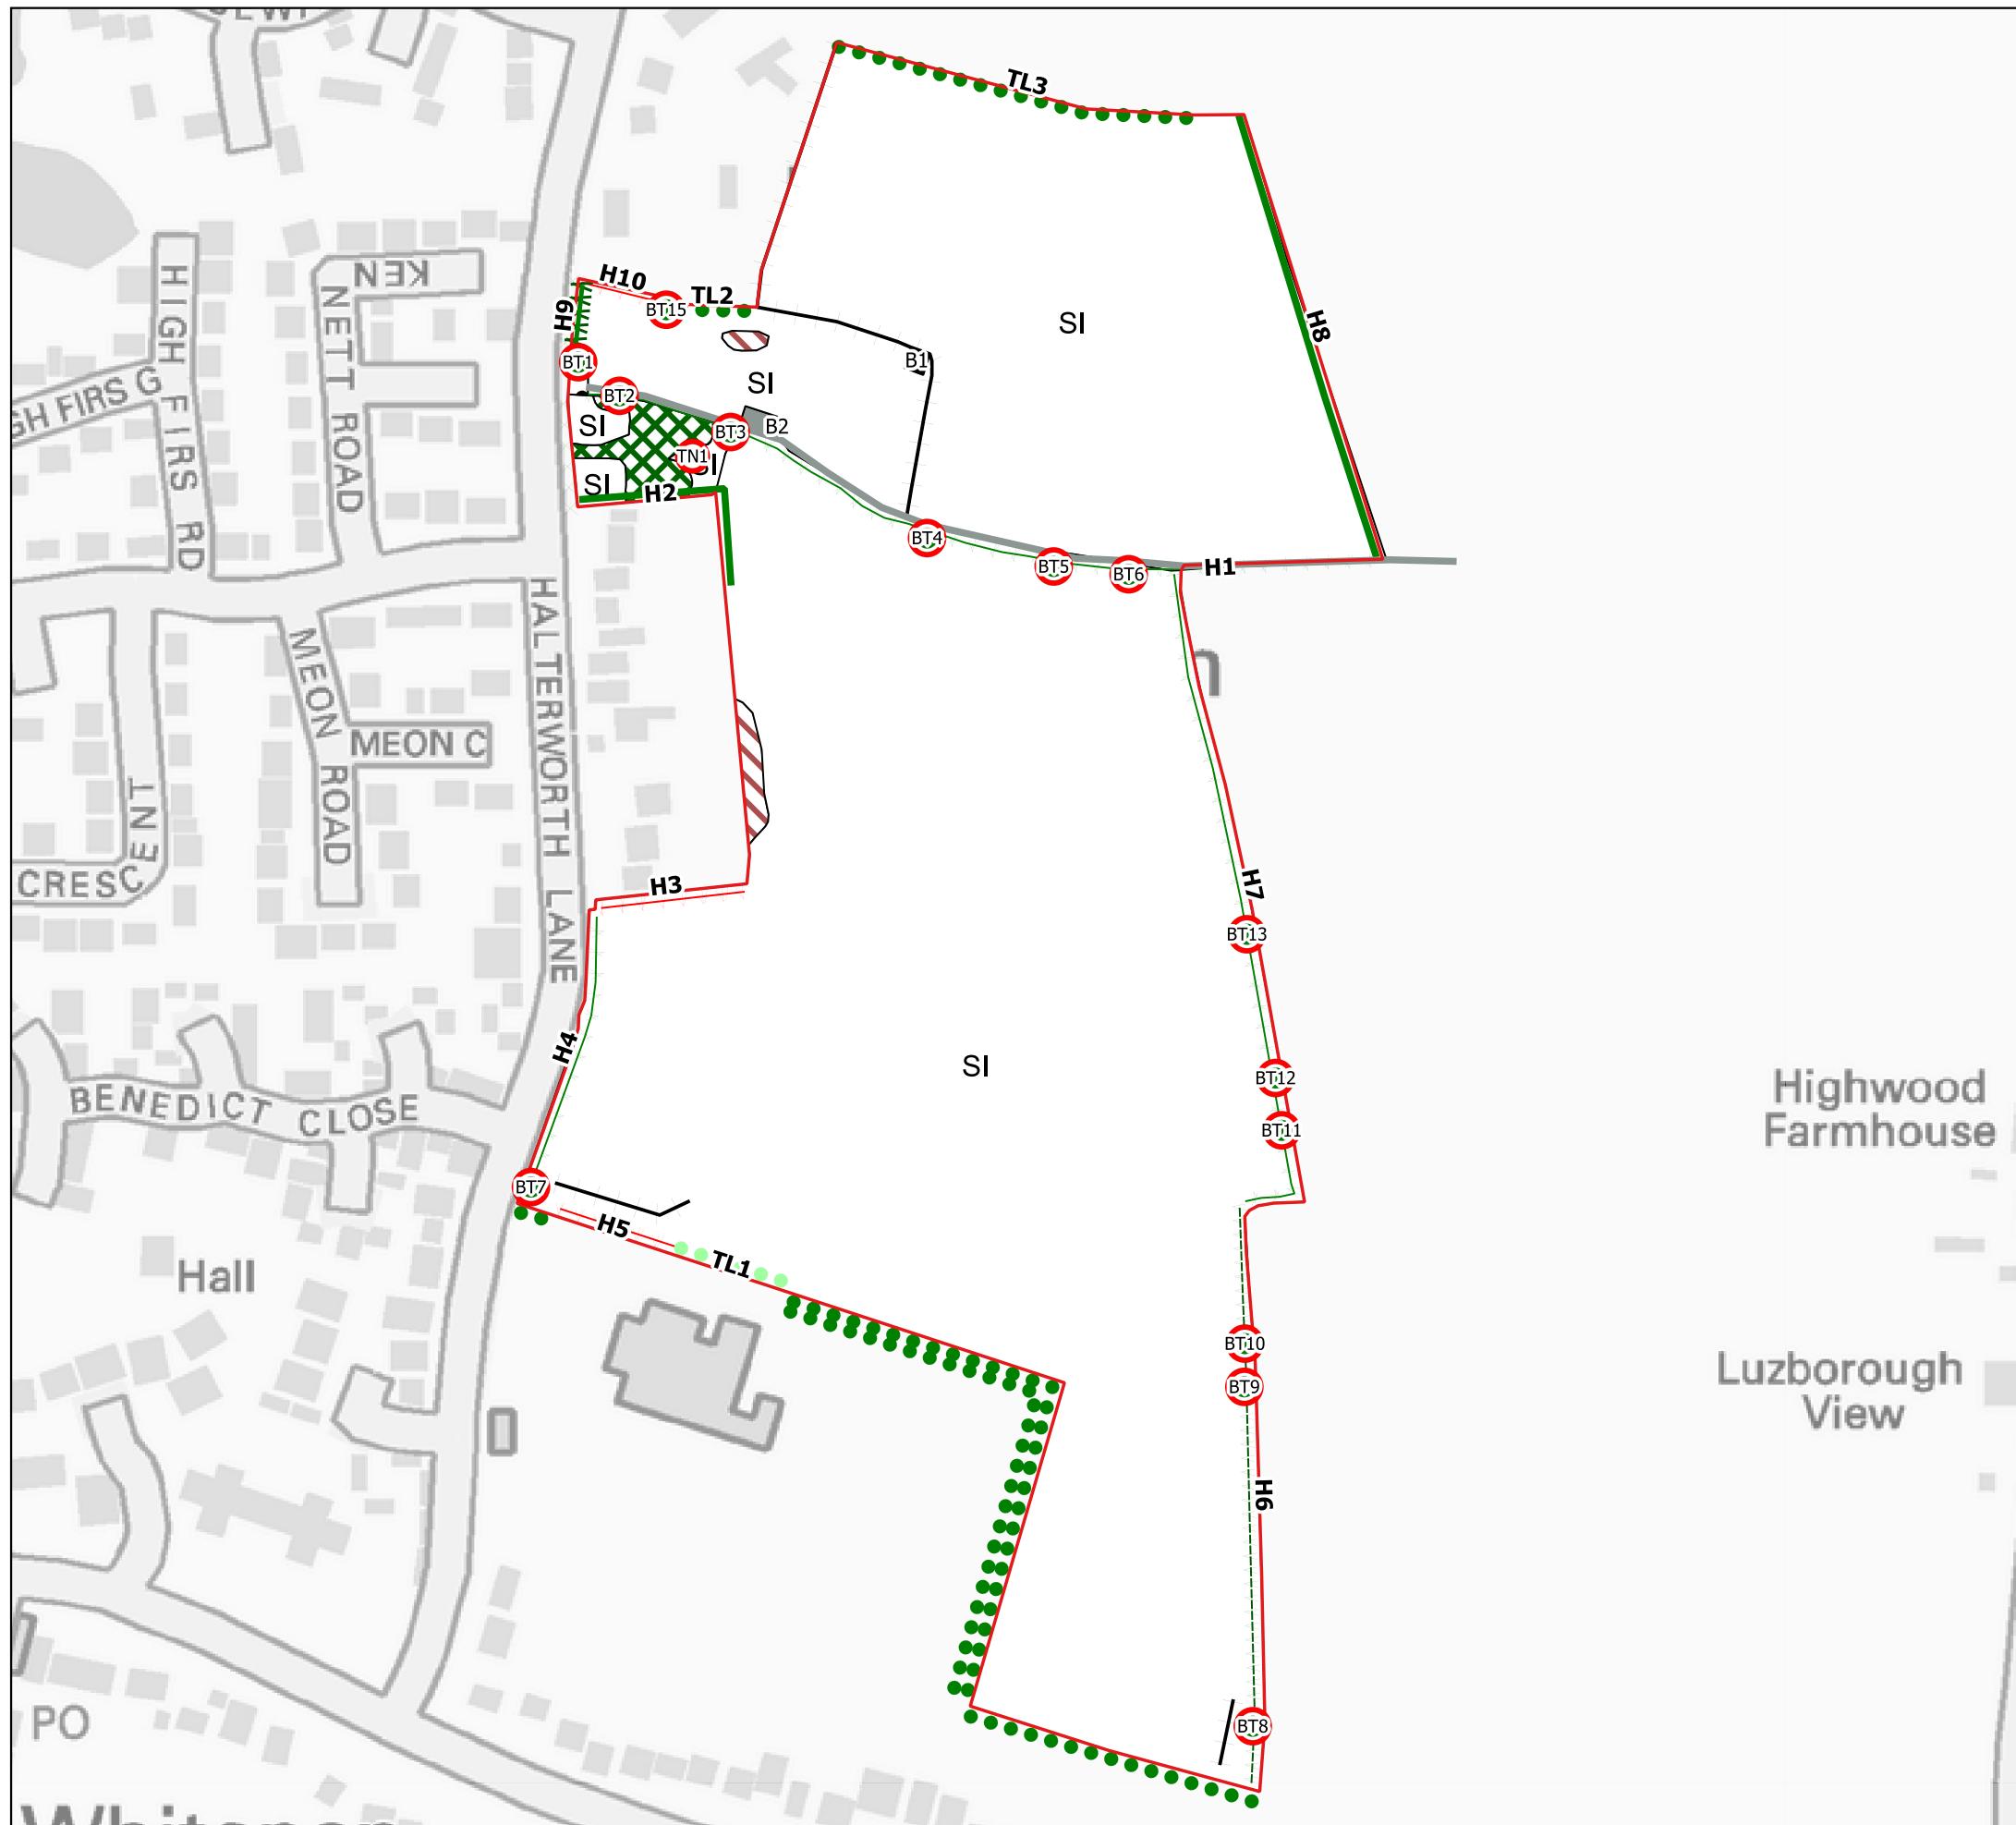 TL3
HIGH FIRS RD
KEN
NETT ROAD
H10
TL2
BT15
H9
SI
H8
BT1
B1
SI
BT2
SI
B2
BT3
TN1
SI
SI
H2
BT4
BT5
BT6
H1
HALTERWORTH LANE
MEON ROAD
MEON C
CRESCENT
H3
H7
BT13
H4
SI
BT12
BT11
Highwood
Farmhouse
BENEDICT CLOSE
BT7
H5
TL1
Hall
BT10
BT9
Luzborough
View
H6
PO
BT8